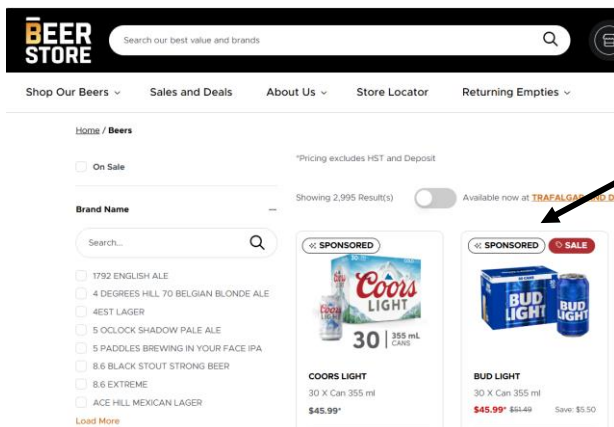 BEER
STORE
Search our best value and brands
Shop Our Beers
Sales and Deals
About Us
Store Locator
Returning Empties
Home / Beers
On Sale
*Pricing excludes HST and Deposit
Showing 2,995 Result(s)
Available now at TRAFALGAR AND D
Brand Name
Search...
1792 ENGLISH ALE
4 DEGREES HILL 70 BELGIAN BLONDE ALE
4EST LAGER
5 OCLOCK SHADOW PALE ALE
5 PADDLES BREWING IN YOUR FACE IPA
8.6 BLACK STOUT STRONG BEER
8.6 EXTREME
ACE HILL MEXICAN LAGER
Load More
SPONSORED
Coors
LIGHT
30 355 mL
CANS
COORS LIGHT
30 X Can 355 ml
$45.99*
SPONSORED
SALE
BUD
LIGHT
BUD
LIGHT
BUD LIGHT
30 X Can 355 ml
$45.99* $51.49 Save: $5.50